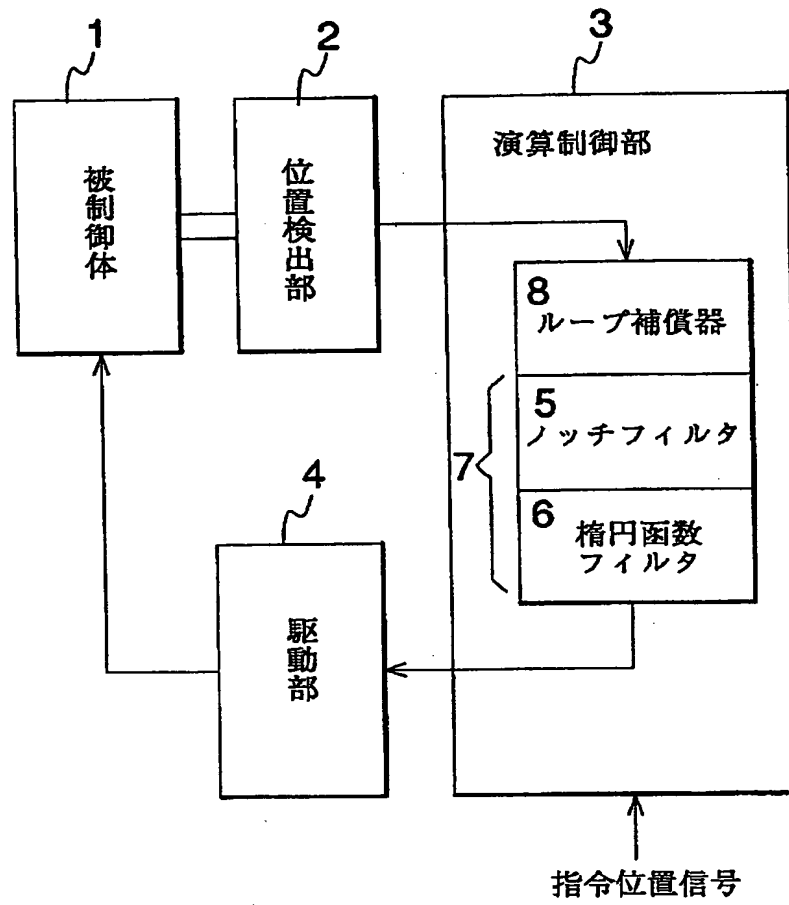 1
2
3
被制御体
位置検出部
演算制御部
8
ループ補償器
5
ノッチフィルタ
7
6
楕円函数
フィルタ
4
駆動部
指令位置信号